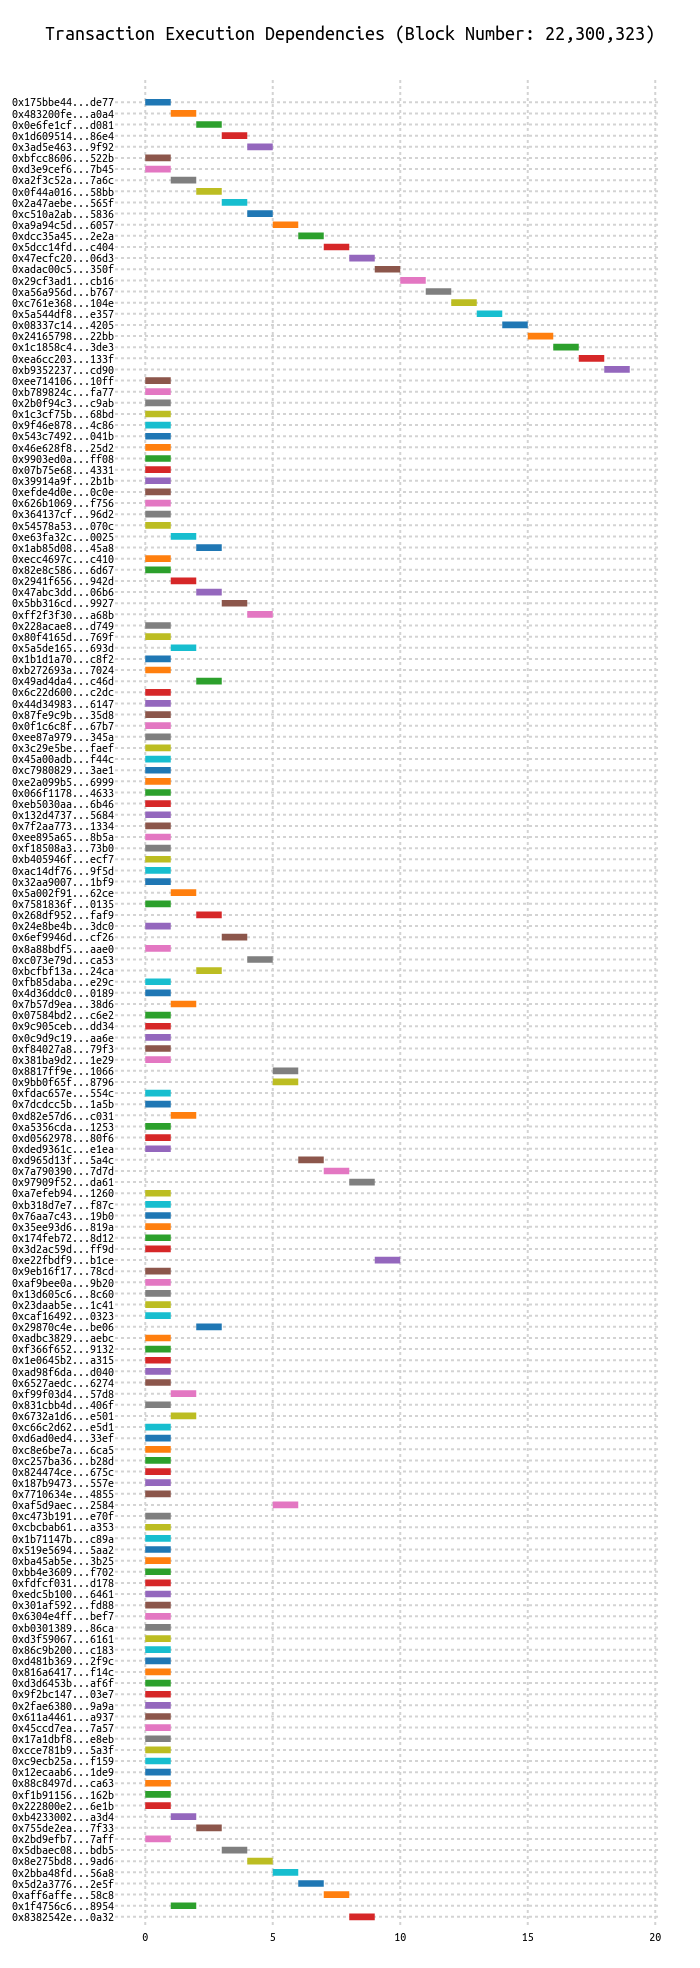 Transaction Execution Dependencies (Block Number: 22,300,323)
0x175bbe44...de77
0x483200fe...a0a4
0x0e6fe1cf...d081
0x1d609514...86e4
0x3ad5e463...9f92
0xbfcc8606...522b
0xd3e9cef6...7b45
0xa2f3c52a...7a6c
0x0f44a016...58bb
0x2a47aebe...565f
0xc510a2ab...5836
0xa9a94c5d...6057
0xdcc35a45...2e2a
0x5dcc14fd...c404
0x47ecfc20...06d3
0xadac00c5...350f
0x29cf3ad1...cb16
0xa56a956d...b767
0xc761e368...104e
0x5a544df8...e357
0x08337c14...4205
0x24165798...22bb
0x1c1858c4...3de3
0xea6cc203...133f
0xb9352237...cd90
0xee714106...10ff
0xb789824c...fa77
0x2b0f94c3...c9ab
0x1c3cf75b...68bd
0x9f46e878...4c86
0x543c7492...041b
0x46e628f8...25d2
0x9903ed0a...ff08
0x07b75e68...4331
0x39914a9f...2b1b
0xefde4d0e...0c0e
0x626b1069...f756
0x364137cf...96d2
0x54578a53...070c
0xe63fa32c...0025
0x1ab85d08...45a8
0xecc4697c...c410
0x82e8c586...6d67
0x2941f656...942d
0x47abc3dd...06b6
0x5bb316cd...9927
0xff2f3f30...a68b
0x228acae8...d749
0x80f4165d...769f
0x5a5de165...693d
0x1b1d1a70...c8f2
0xb272693a...7024
0x49ad4da4...c46d
0x6c22d600...c2dc
0x44d34983...6147
0x87fe9c9b...35d8
0x0f1c6c8f...67b7
0xee87a979...345a
0x3c29e5be...faef
0x45a00adb...f44c
0xc7980829...3ae1
0xe2a099b5...6999
0x066f1178...4633
0xeb5030aa...6b46
0x132d4737...5684
0x7f2aa773...1334
0xee895a65...8b5a
0xf18508a3...73b0
0xb405946f...ecf7
0xac14df76...9f5d
0x32aa9007...1bf9
0x5a002f91...62ce
0x7581836f...0135
0x268df952...faf9
0x24e8be4b...3dc0
0x6ef9946d...cf26
0x8a88bdf5...aae0
0xc073e79d...ca53
0xbcfbf13a...24ca
0xfb85daba...e29c
0x4d36ddc0...0189
0x7b57d9ea...38d6
0x07584bd2...c6e2
0x9c905ceb...dd34
0x0c9d9c19...aa6e
0xf84027a8...79f3
0x381ba9d2...1e29
0x8817ff9e...1066
0x9bb0f65f...8796
0xfdac657e...554c
0x7dcdcc5b...1a5b
0xd82e57d6...c031
0xa5356cda...1253
0xd0562978...80f6
0xded9361c...e1ea
0xd965d13f...5a4c
0x7a790390...7d7d
0x97909f52...da61
0xa7efeb94...1260
0xb318d7e7...f87c
0x76aa7c43...19b0
0x35ee93d6...819a
0x174feb72...8d12
0x3d2ac59d...ff9d
0xe22fbdf9...b1ce
0x9eb16f17...78cd
0xaf9bee0a...9b20
0x13d605c6...8c60
0x23daab5e...1c41
0xcaf16492...0323
0x29870c4e...be06
0xadbc3829...aebc
0xf366f652...9132
0x1e0645b2...a315
0xad98f6da...d040
0x6527aedc...6274
0xf99f03d4...57d8
0x831cbb4d...406f
0x6732a1d6...e501
0xc66c2d62...e5d1
0xd6ad0ed4...33ef
0xc8e6be7a...6ca5
0xc257ba36...b28d
0x824474ce...675c
0x187b9473...557e
0x7710634e...4855
0xaf5d9aec...2584
0xc473b191...e70f
0xcbcbab61...a353
0x1b71147b...c89a
0x519e5694...5aa2
0xba45ab5e...3b25
0xbb4e3609...f702
0xfdfcf031...d178
0xedc5b100...6461
0x301af592...fd88
0x6304e4ff...bef7
0xb0301389...86ca
0xd3f59067...6161
0x86c9b200...c183
0xd481b369...2f9c
0x816a6417...f14c
0xd3d6453b...af6f
0x9f2bc147...03e7
0x2fae6380...9a9a
0x611a4461...a937
0x45ccd7ea...7a57
0x17a1dbf8...e8eb
0xcce781b9...5a3f
0xc9ecb25a...f159
0x12ecaab6...1de9
0x88c8497d...ca63
0xf1b91156...162b
0x222800e2...6e1b
0xb4233002...a3d4
0x755de2ea...7f33
0x2bd9efb7...7aff
0x5dbaec08...bdb5
0x8e275bd8...9ad6
0x2bba48fd...56a8
0x5d2a3776...2e5f
0xaff6affe...58c8
0x1f4756c6...8954
0x8382542e...0a32
0 5 10 15 20